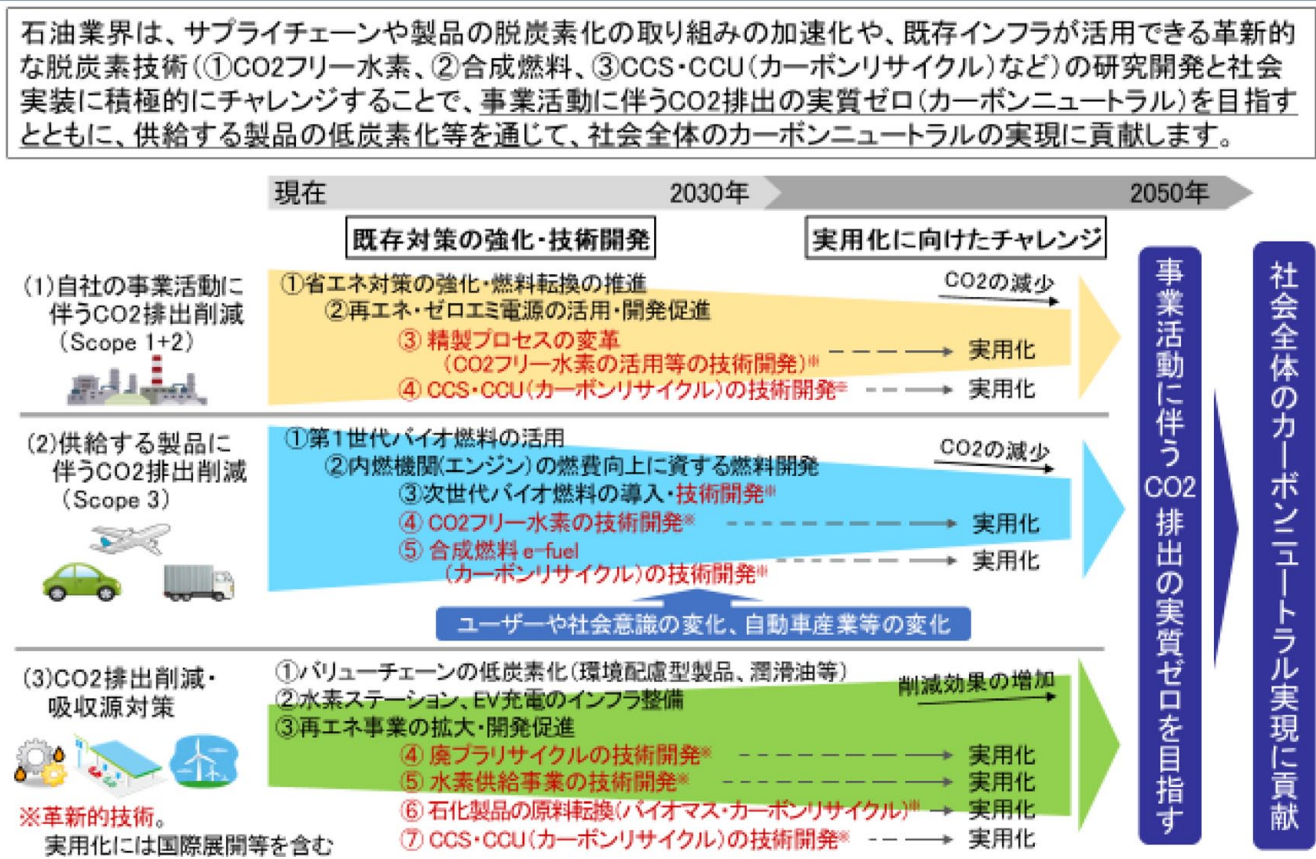 石油業界は、サプライチェーンや製品の脱炭素化の取り組みの加速化や、既存インフラが活用できる革新的
な脱炭素技術(①CO2フリー水素、②合成燃料、③CCS・CCU(カーボンリサイクル)など)の研究開発と社会
実装に積極的にチャレンジすることで、事業活動に伴うCO2排出の実質ゼロ(カーボンニュートラル)を目指す
とともに、供給する製品の低炭素化等を通じて、社会全体のカーボンニュートラルの実現に貢献します。
現在 2030年 2050年
既存対策の強化・技術開発 実用化に向けたチャレンジ
(1)自社の事業活動に
伴うCO2排出削減
(Scope 1+2)
①省エネ対策の強化・燃料転換の推進
②再エネ・ゼロエミ電源の活用・開発促進
③ 精製プロセスの変革
(CO2フリー水素の活用等の技術開発)※ 実用化
④ CCS・CCU(カーボンリサイクル)の技術開発※ 実用化
CO2の減少
(2)供給する製品に
伴うCO2排出削減
(Scope 3)
①第1世代バイオ燃料の活用
②内燃機関(エンジン)の燃費向上に資する燃料開発
③次世代バイオ燃料の導入・技術開発※
④ CO2フリー水素の技術開発※ 実用化
⑤ 合成燃料 e-fuel
(カーボンリサイクル)の技術開発※ 実用化
CO2の減少
ユーザーや社会意識の変化、自動車産業等の変化
(3)CO2排出削減・
吸収源対策
①バリューチェーンの低炭素化(環境配慮型製品、潤滑油等)
②水素ステーション、EV充電のインフラ整備
③再エネ事業の拡大・開発促進
④ 廃プラリサイクルの技術開発※ 実用化
⑤ 水素供給事業の技術開発※ 実用化
⑥ 石化製品の原料転換(バイオマス・カーボンリサイクル)※ 実用化
⑦ CCS・CCU(カーボンリサイクル)の技術開発※ 実用化
削減効果の増加
※革新的技術。
実用化には国際展開等を含む
事業活動に伴うCO2排出の実質ゼロを目指す
社会全体のカーボンニュートラル実現に貢献